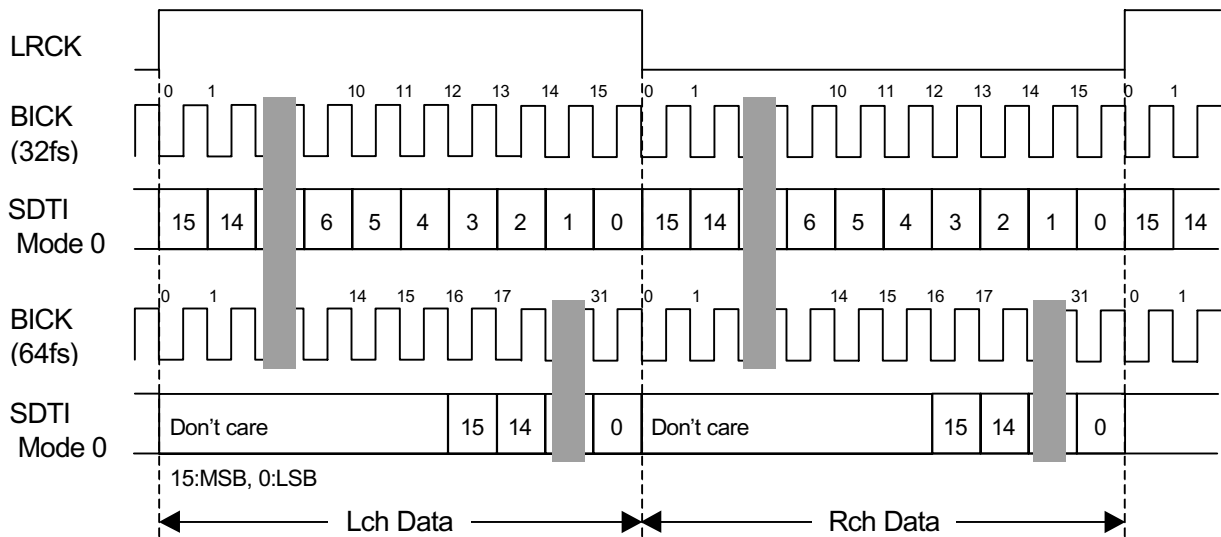 LRCK
0 1 10 11 12 13 14 15 0 1 10 11 12 13 14 15 0 1
BICK
(32fs)
SDTI
Mode 0
15 14 6 5 4 3 2 1 0 15 14 6 5 4 3 2 1 0 15 14
0 1 14 15 16 17 31 0 1 14 15 16 17 31 0 1
BICK
(64fs)
SDTI
Mode 0
Don't care 15 14 0 Don't care 15 14 0
15:MSB, 0:LSB
Lch Data Rch Data